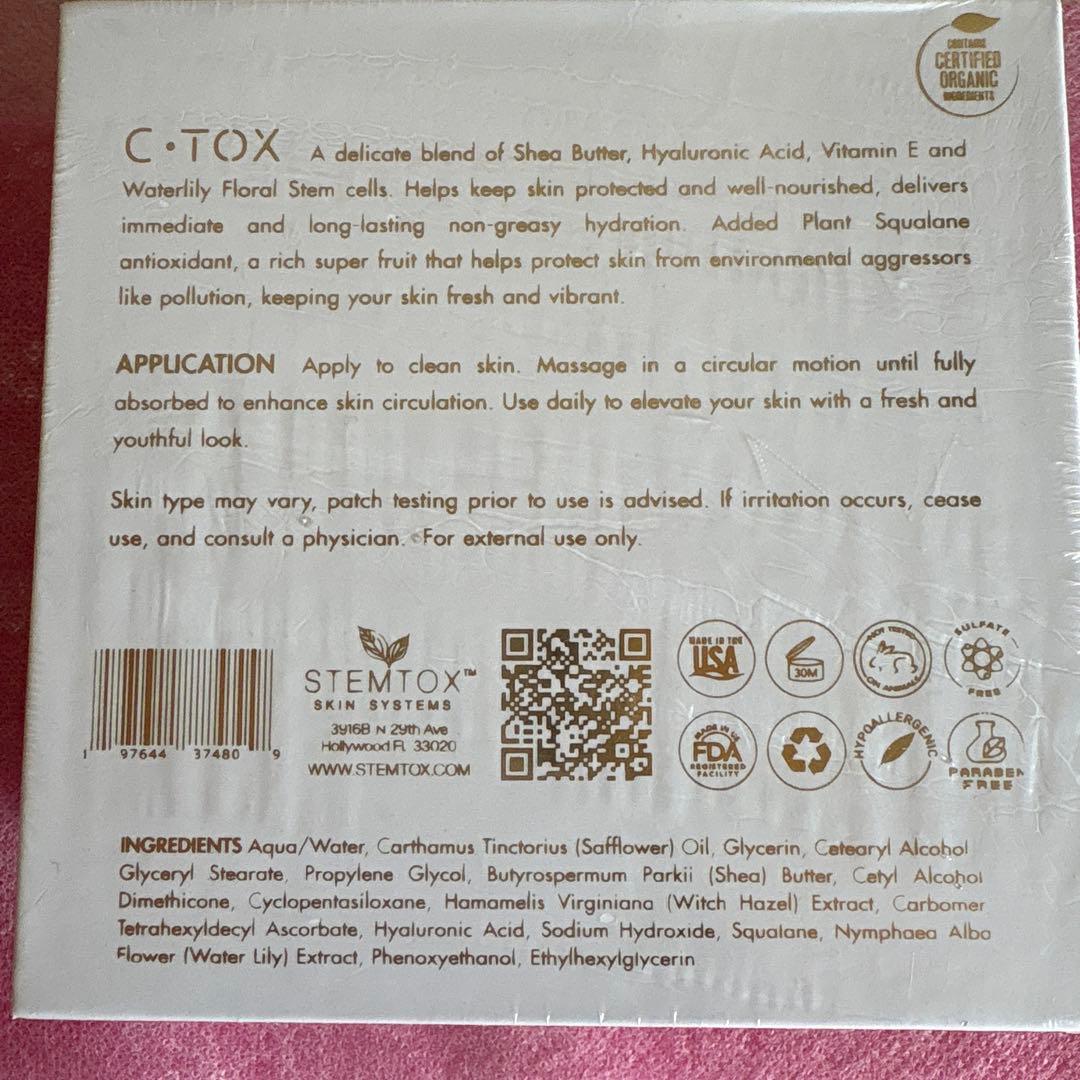 CONTAINS
CERTIFIED
ORGANIC
INGREDIENTS
C•TOX A delicate blend of Shea Butter, Hyaluronic Acid, Vitamin E and
Waterlily Floral Stem cells. Helps keep skin protected and well-nourished, delivers
immediate and long-lasting non-greasy hydration. Added Plant Squalane
antioxidant, a rich super fruit that helps protect skin from environmental aggressors
like pollution, keeping your skin fresh and vibrant.
APPLICATION Apply to clean skin. Massage in a circular motion until fully
absorbed to enhance skin circulation. Use daily to elevate your skin with a fresh and
youthful look.
Skin type may vary, patch testing prior to use is advised. If irritation occurs, cease
use, and consult a physician. For external use only.
1 97644 37480 9
STEMTOX™
SKIN SYSTEMS
3916B N 29th Ave
Hollywood FL 33020
WWW.STEMTOX.COM
MADE IN THE
USA
30M
NOT TESTED
ON ANIMALS
SULFATE
FREE
MADE IN US
FDA
REGISTERED
FACILITY
HYPOALLERGENIC
PARABEN
FREE
INGREDIENTS Aqua/Water, Carthamus Tinctorius (Safflower) Oil, Glycerin, Cetearyl Alcohol
Glyceryl Stearate, Propylene Glycol, Butyrospermum Parkii (Shea) Butter, Cetyl Alcohol
Dimethicone, Cyclopentasiloxane, Hamamelis Virginiana (Witch Hazel) Extract, Carbomer
Tetrahexyldecyl Ascorbate, Hyaluronic Acid, Sodium Hydroxide, Squalane, Nymphaea Alba
Flower (Water Lily) Extract, Phenoxyethanol, Ethylhexylglycerin